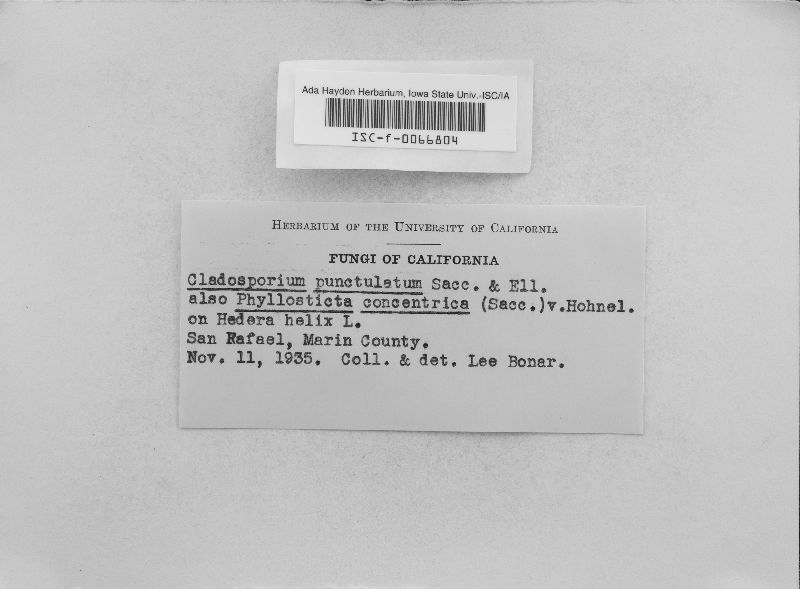 Ada Hayden Herbarium, Iowa State Univ.-ISC/IA
ISC-f-0066804
HERBARIUM OF THE UNIVERSITY OF CALIFORNIA
FUNGI OF CALIFORNIA
Cladosporium punctuletum Sacc. & Ell.
also Phyllosticta concentrica (Sacc.)v.Hohnel.
on Hedera helix L.
San Rafael, Marin County.
Nov. 11, 1935. Coll. & det. Lee Bonar.